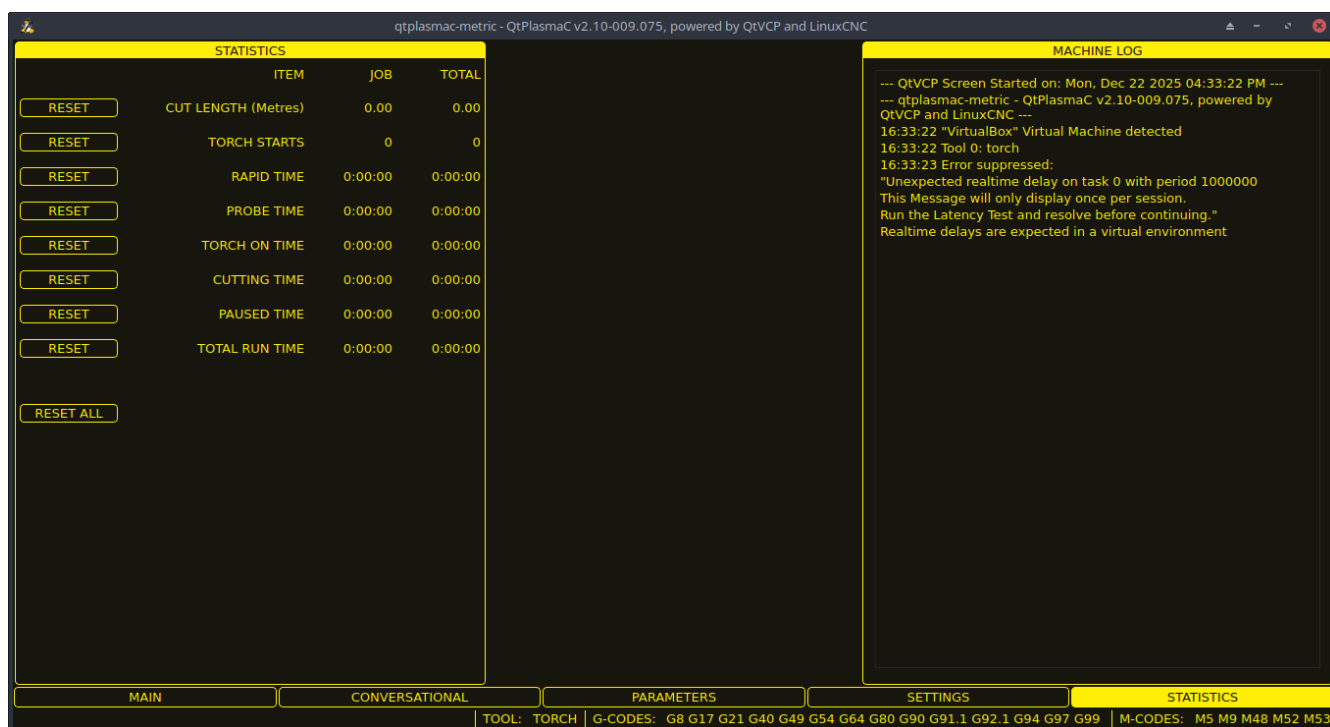 qtplasmac-metric - QtPlasmaC v2.10-009.075, powered by QtVCP and LinuxCNC
STATISTICS
ITEM JOB TOTAL
RESET CUT LENGTH (Metres) 0.00 0.00
RESET TORCH STARTS 0 0
RESET RAPID TIME 0:00:00 0:00:00
RESET PROBE TIME 0:00:00 0:00:00
RESET TORCH ON TIME 0:00:00 0:00:00
RESET CUTTING TIME 0:00:00 0:00:00
RESET PAUSED TIME 0:00:00 0:00:00
RESET TOTAL RUN TIME 0:00:00 0:00:00
RESET ALL
MACHINE LOG
--- QtVCP Screen Started on: Mon, Dec 22 2025 04:33:22 PM ---
--- qtplasmac-metric - QtPlasmaC v2.10-009.075, powered by
QtVCP and LinuxCNC ---
16:33:22 "VirtualBox" Virtual Machine detected
16:33:22 Tool 0: torch
16:33:23 Error suppressed:
"Unexpected realtime delay on task 0 with period 1000000
This Message will only display once per session.
Run the Latency Test and resolve before continuing."
Realtime delays are expected in a virtual environment
MAIN CONVERSATIONAL PARAMETERS SETTINGS STATISTICS
TOOL: TORCH G-CODES: G8 G17 G21 G40 G49 G54 G64 G80 G90 G91.1 G92.1 G94 G97 G99 M-CODES: M5 M9 M48 M52 M53